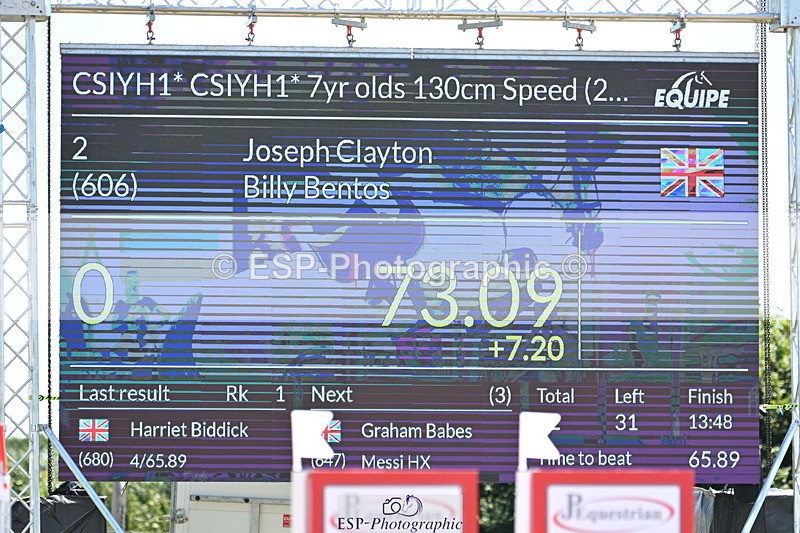 CSIYH1* CSIYH1* 7yr olds 130cm Speed (2...
EQUIPE
2 Joseph Clayton
(606) Billy Bentos
© ESP-Photographic ©
0 73.09
+7.20
Last result Rk 1 Next (3) Total Left Finish
31 13:48
Harriet Biddick Graham Babes
(680) 4/65.89 (647) Messi HX Time to beat 65.89
ESP-Photographic
JP Equestrian